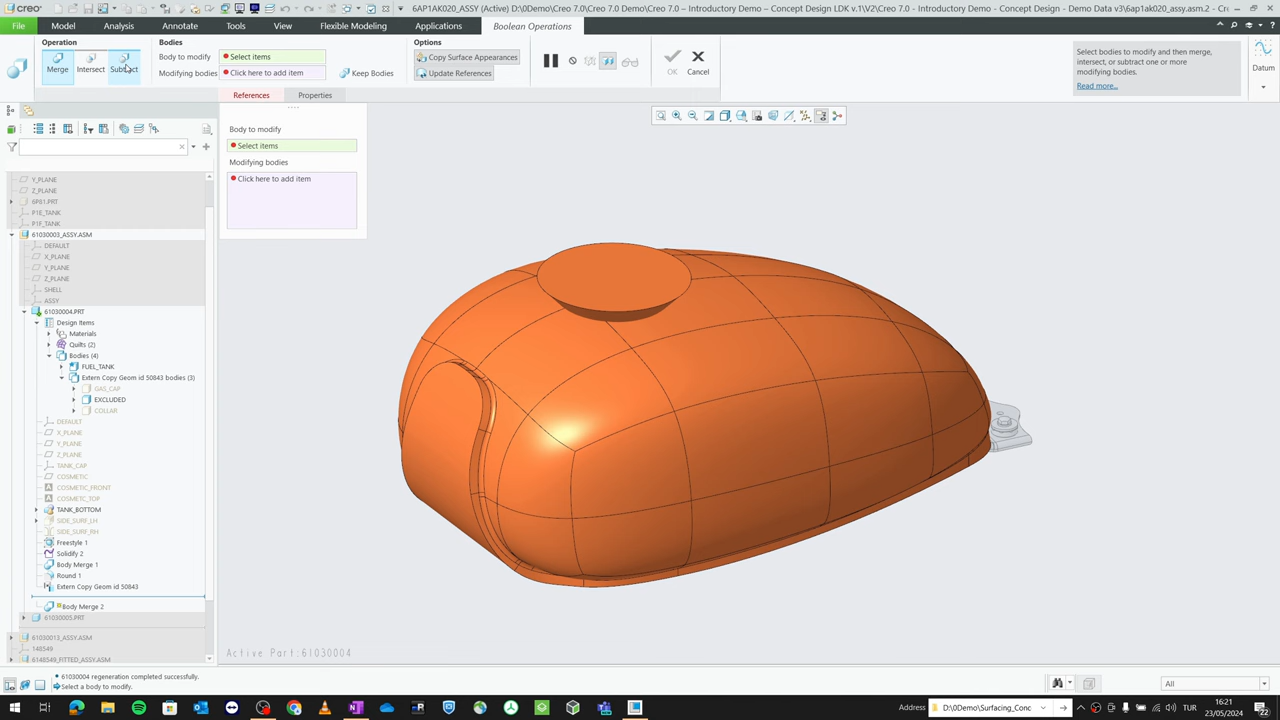 creo
6AP1AK020_ASSY (Active) D:\0Demo\Creo 7.0 Demo\Creo 7.0 Demo\Creo 7.0 – Introductory Demo – Concept Design LDK v.1\V2\Creo 7.0 – Introductory Demo – Concept Design - Demo Data v3\6ap1ak020_assy.asm.2 - Cre
File
Model
Analysis
Annotate
Tools
View
Flexible Modeling
Applications
Boolean Operations
Operation
Merge
Intersect
Subtract
Bodies
Body to modify
Select items
Modifying bodies
Click here to add item
Keep Bodies
Options
Copy Surface Appearances
Update References
OK
Cancel
Select bodies to modify and then merge,
intersect, or subtract one or more
modifying bodies.
Read more...
Datum
References
Properties
Body to modify
Select items
Modifying bodies
Click here to add item
Y_PLANE
Z_PLANE
6P81.PRT
P1E_TANK
P1F_TANK
61030003_ASSY.ASM
DEFAULT
X_PLANE
Y_PLANE
Z_PLANE
SHELL
ASSY
61030004.PRT
Design Items
Materials
Quilts (2)
Bodies (4)
FUEL_TANK
Extern Copy Geom id 50843 bodies (3)
GAS_CAP
EXCLUDED
COLLAR
DEFAULT
X_PLANE
Y_PLANE
Z_PLANE
TANK_CAP
COSMETIC
COSMETIC_FRONT
COSMETC_TOP
TANK_BOTTOM
SIDE_SURF_LH
SIDE_SURF_RH
Freestyle 1
Solidify 2
Body Merge 1
Round 1
Extern Copy Geom id 50843
Body Merge 2
61030005.PRT
61030013_ASSY.ASM
148549
6148549_FITTED_ASSY.ASM
Active Part:61030004
61030004 regeneration completed successfully.
Select a body to modify.
All
Address
D:\0Demo\Surfacing_Conc
TUR
16:21
23/05/2024
22